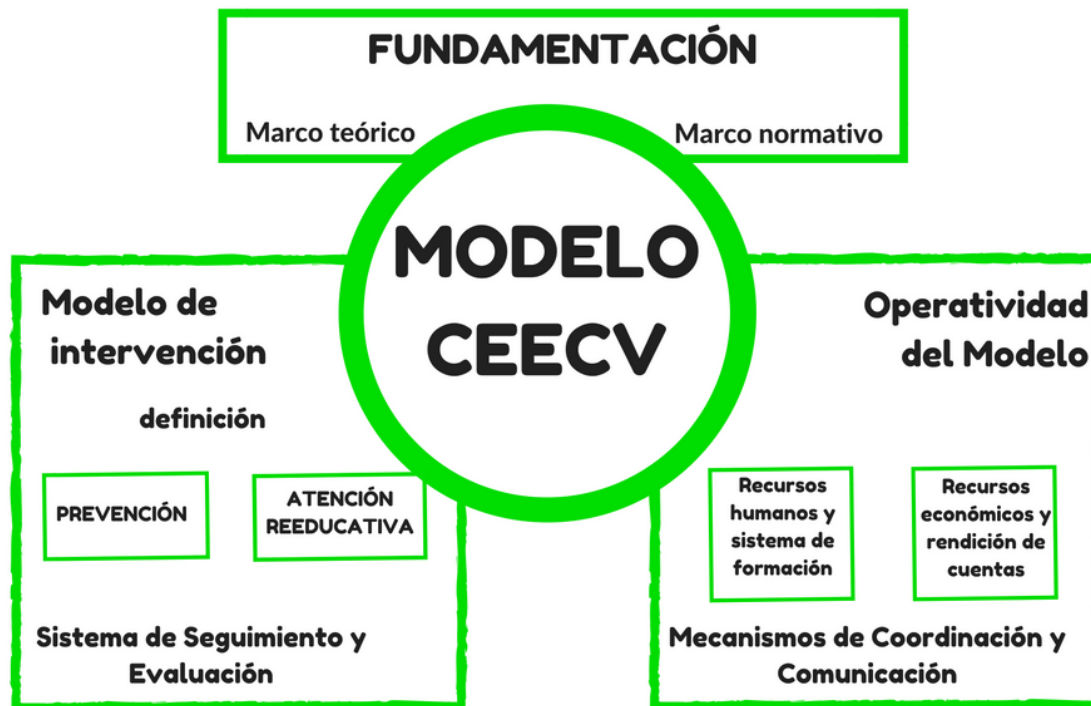 FUNDAMENTACIÓN
Marco teórico
Marco normativo
MODELO
CEECV
Modelo de
intervención
definición
PREVENCIÓN
ATENCIÓN
REEDUCATIVA
Sistema de Seguimiento y
Evaluación
Operatividad
del Modelo
Recursos
humanos y
sistema de
formación
Recursos
económicos y
rendición de
cuentas
Mecanismos de Coordinación y
Comunicación